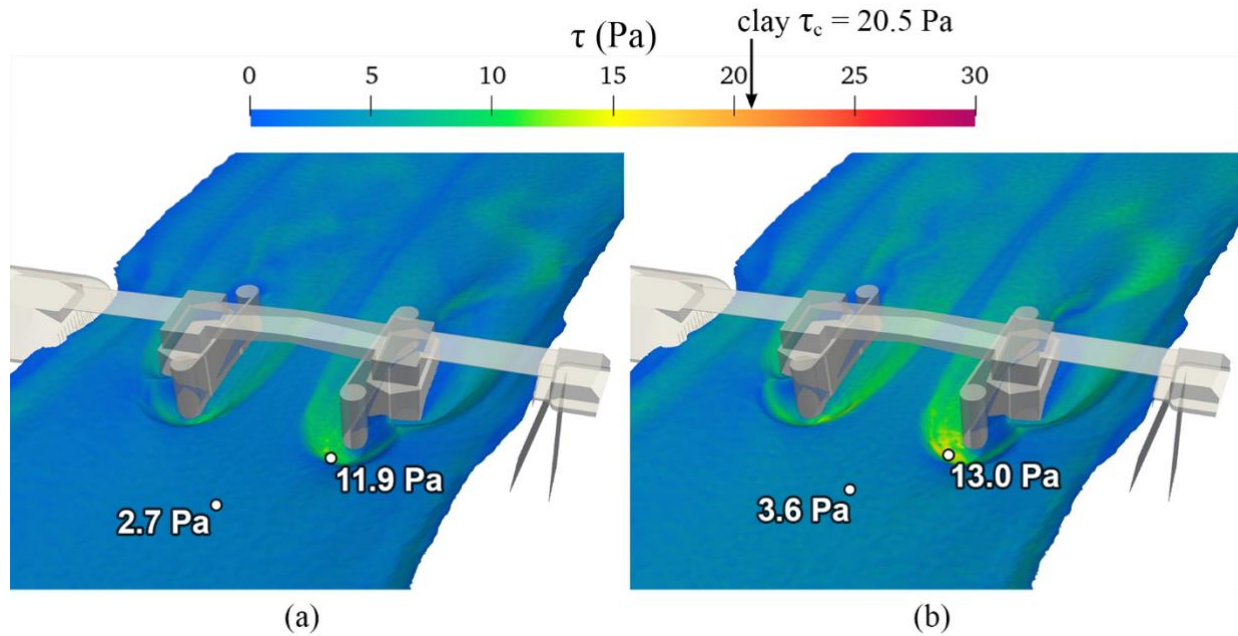 clay τc = 20.5 Pa
τ (Pa)
0 5 10 15 20 25 30
11.9 Pa
2.7 Pa
13.0 Pa
3.6 Pa
(a)
(b)